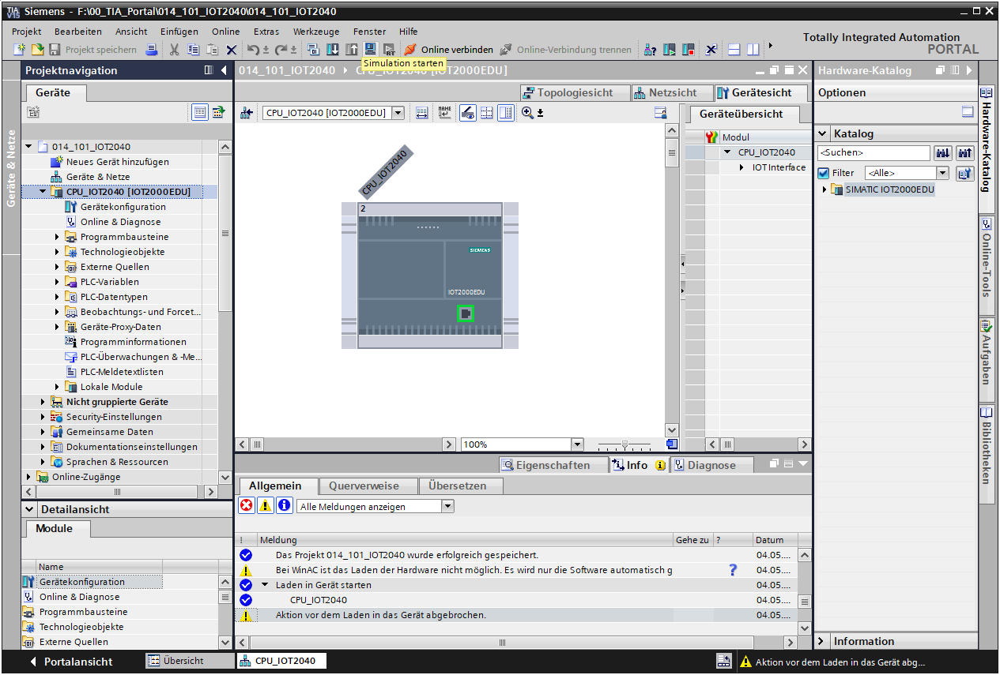 Siemens - F:\00_TIA_Portal\014_101_IOT2040\014_101_IOT2040
Projekt Bearbeiten Ansicht Einfügen Online Extras Werkzeuge Fenster Hilfe
Totally Integrated Automation
PORTAL
Projekt speichern Online verbinden Online-Verbindung trennen
Simulation starten
Projektnavigation
014_101_IOT2040 CPU_IOT2040 [IOT2000EDU]
Hardware-Katalog
Geräte
Topologiesicht Netzsicht Gerätesicht
Optionen
CPU_IOT2040 [IOT2000EDU]
Geräteübersicht
Modul
CPU_IOT2040
IOT Interface
Katalog
<Suchen>
Filter <Alle>
SIMATIC IOT2000EDU
Geräte & Netze
014_101_IOT2040
Neues Gerät hinzufügen
Geräte & Netze
CPU_IOT2040 [IOT2000EDU]
Gerätekonfiguration
Online & Diagnose
Programmbausteine
Technologieobjekte
Externe Quellen
PLC-Variablen
PLC-Datentypen
Beobachtungs- und Forcet...
Geräte-Proxy-Daten
Programminformationen
PLC-Überwachungen & -Me...
PLC-Meldetextlisten
Lokale Module
Nicht gruppierte Geräte
Security-Einstellungen
Gemeinsame Daten
Dokumentationseinstellungen
Sprachen & Ressourcen
Online-Zugänge
CPU_IOT2040
2
SIEMENS
IOT2000EDU
100%
Hardware-Katalog
Online-Tools
Aufgaben
Bibliotheken
Eigenschaften Info Diagnose
Allgemein Querverweise Übersetzen
Alle Meldungen anzeigen
! Meldung Gehe zu ? Datum
Das Projekt 014_101_IOT2040 wurde erfolgreich gespeichert. 04.05....
Bei WinAC ist das Laden der Hardware nicht möglich. Es wird nur die Software automatisch g ? 04.05....
Laden in Gerät starten 04.05....
CPU_IOT2040 04.05....
Aktion vor dem Laden in das Gerät abgebrochen. 04.05....
Detailansicht
Module
Name
Gerätekonfiguration
Online & Diagnose
Programmbausteine
Technologieobjekte
Externe Quellen
Information
Portalansicht Übersicht CPU_IOT2040 Aktion vor dem Laden in das Gerät abg...